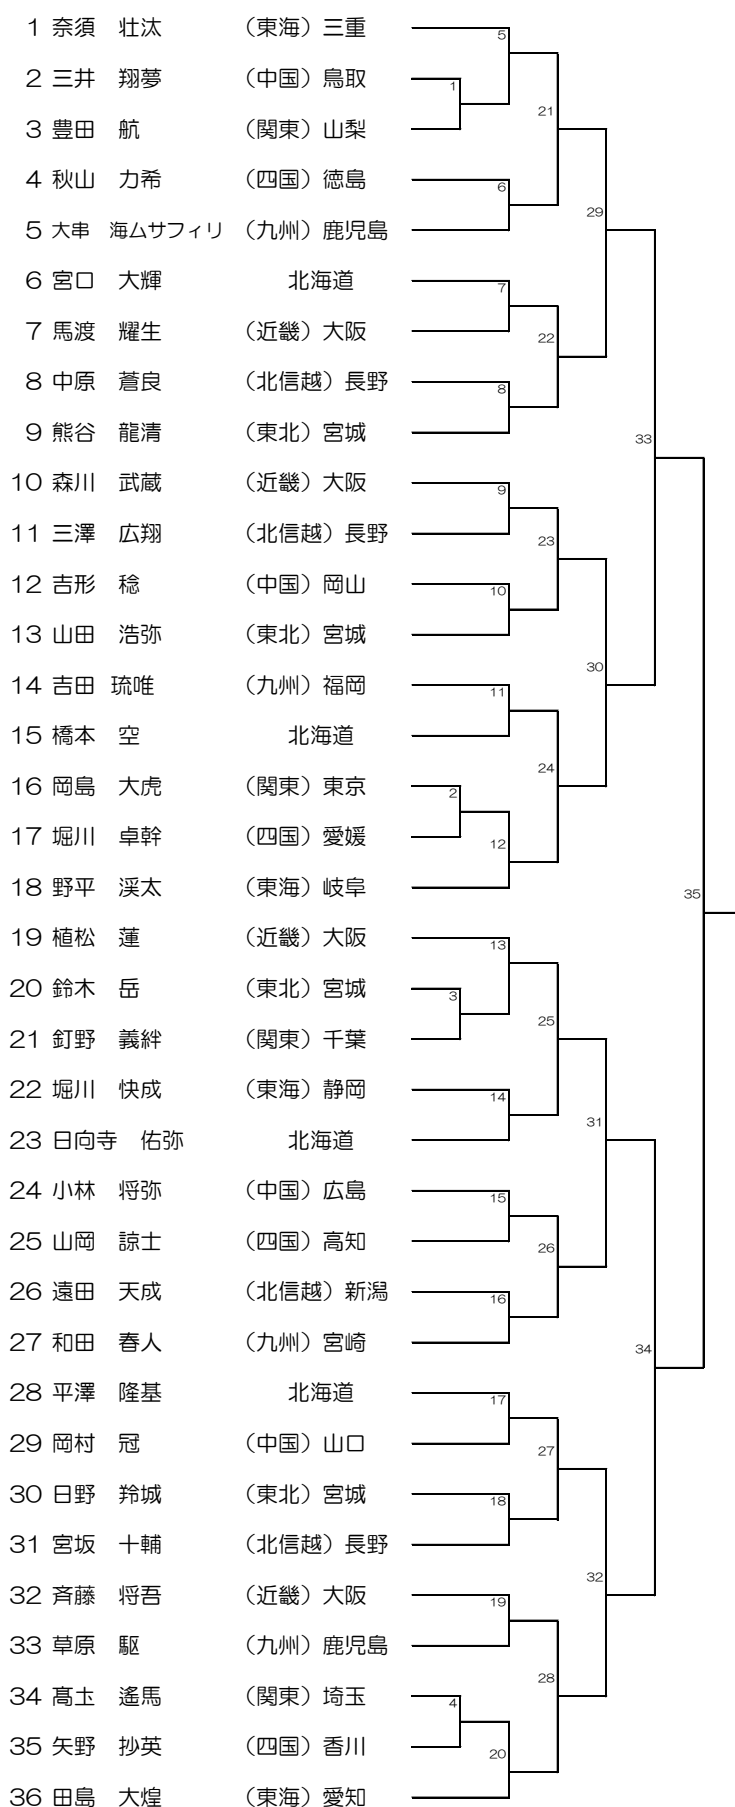 1 奈須　壮汰　（東海）三重
5
2 三井　翔夢　（中国）鳥取
1
21
3 豊田　航　（関東）山梨
4 秋山　力希　（四国）徳島
6
29
5 大串　海ムサフィリ　（九州）鹿児島
6 宮口　大輝　北海道
7
7 馬渡　耀生　（近畿）大阪
22
8 中原　蒼良　（北信越）長野
8
9 熊谷　龍清　（東北）宮城
33
10 森川　武蔵　（近畿）大阪
9
11 三澤　広翔　（北信越）長野
23
12 吉形　稔　（中国）岡山
10
13 山田　浩弥　（東北）宮城
30
14 吉田　琉唯　（九州）福岡
11
15 橋本　空　北海道
24
16 岡島　大虎　（関東）東京
2
17 堀川　卓幹　（四国）愛媛
12
18 野平　渓太　（東海）岐阜
35
19 植松　蓮　（近畿）大阪
13
20 鈴木　岳　（東北）宮城
3
25
21 釘野　義絆　（関東）千葉
22 堀川　快成　（東海）静岡
14
31
23 日向寺　佑弥　北海道
24 小林　将弥　（中国）広島
15
25 山岡　諒士　（四国）高知
26
26 遠田　天成　（北信越）新潟
16
27 和田　春人　（九州）宮崎
34
28 平澤　隆基　北海道
17
29 岡村　冠　（中国）山口
27
30 日野　羚城　（東北）宮城
18
31 宮坂　十輔　（北信越）長野
32
32 斉藤　将吾　（近畿）大阪
19
33 草原　駆　（九州）鹿児島
28
34 髙圡　遙馬　（関東）埼玉
4
35 矢野　抄英　（四国）香川
20
36 田島　大煌　（東海）愛知